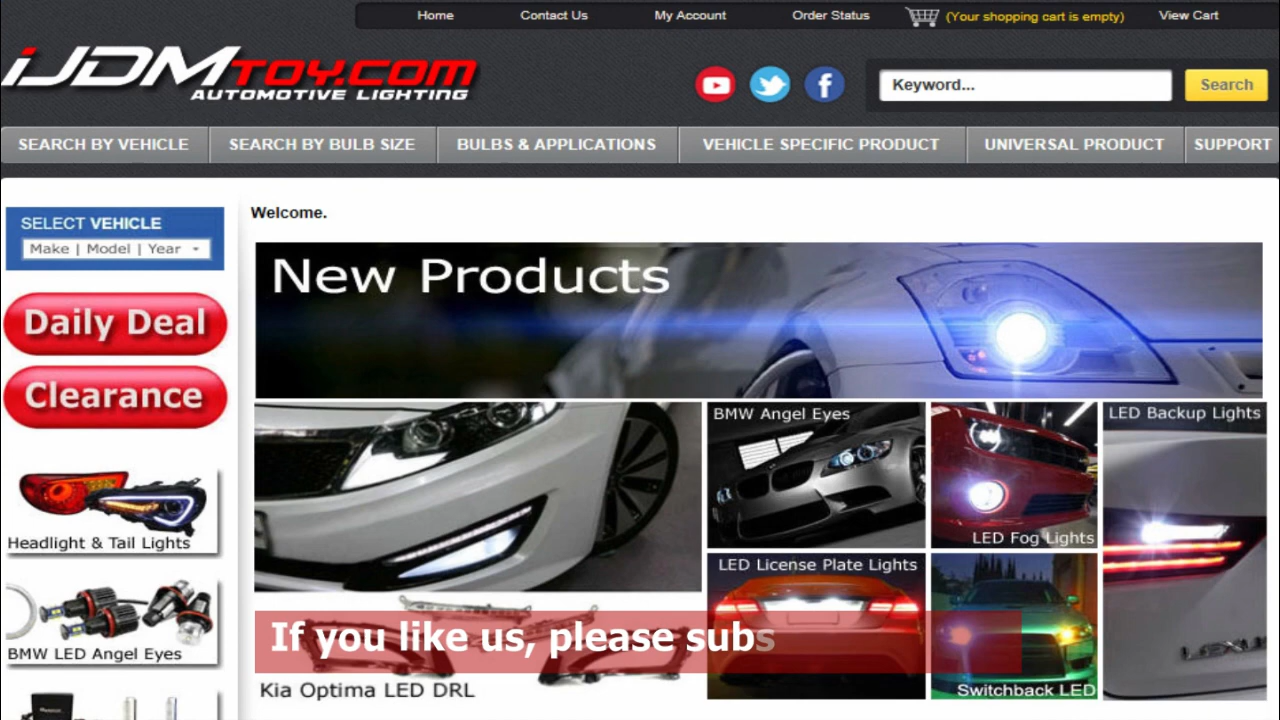 Home
Contact Us
My Account
Order Status
(Your shopping cart is empty)
View Cart
iJDMTOY.COM
AUTOMOTIVE LIGHTING
Keyword...
Search
SEARCH BY VEHICLE
SEARCH BY BULB SIZE
BULBS & APPLICATIONS
VEHICLE SPECIFIC PRODUCT
UNIVERSAL PRODUCT
SUPPORT
SELECT VEHICLE
Make | Model | Year
Daily Deal
Clearance
Headlight & Tail Lights
BMW LED Angel Eyes
Welcome.
New Products
BMW Angel Eyes
LED Fog Lights
LED Backup Lights
LED License Plate Lights
If you like us, please subs
Kia Optima LED DRL
Switchback LED